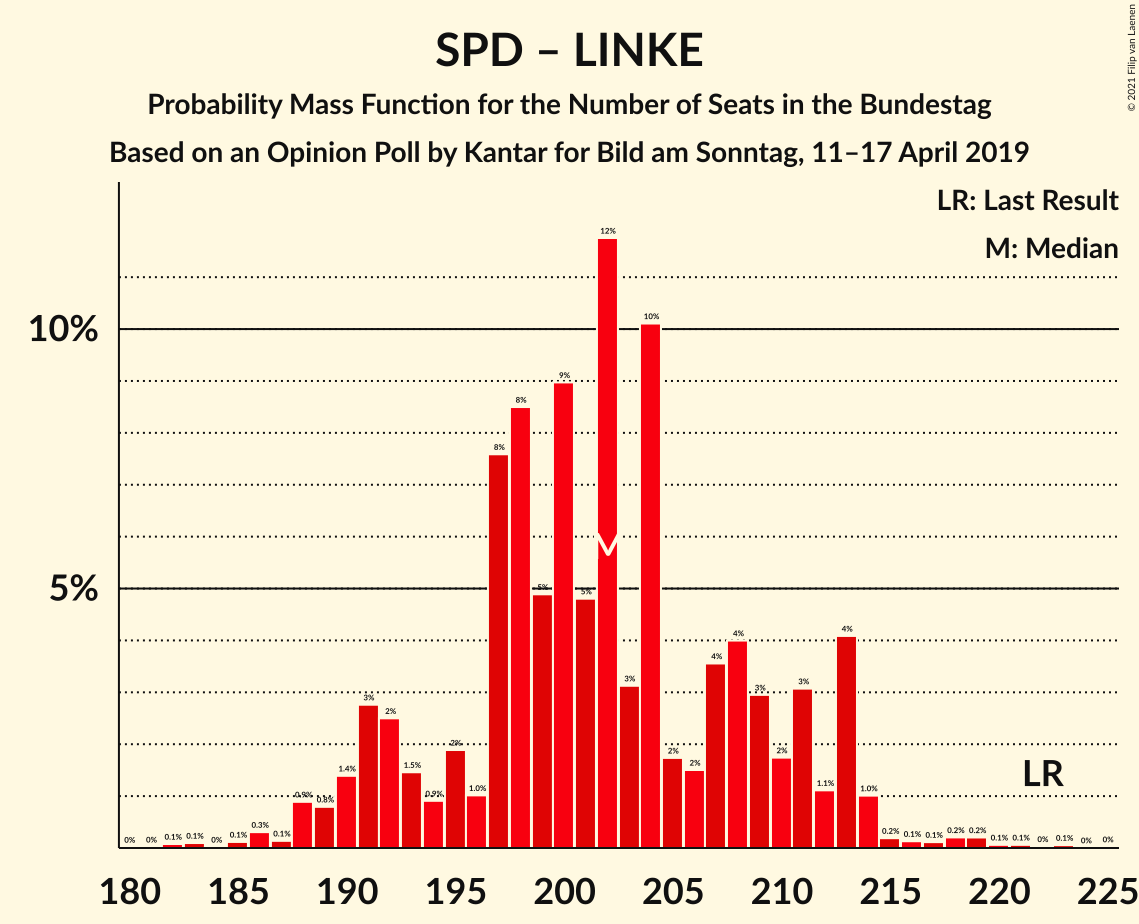 SPD – LINKE
Probability Mass Function for the Number of Seats in the Bundestag
Based on an Opinion Poll by Kantar for Bild am Sonntag, 11–17 April 2019
© 2021 Filip van Laenen
LR: Last Result
M: Median
10%
5%
0% 0% 0.1% 0.1% 0% 0.1% 0.3% 0.1% 0.9% 0.8% 1.4% 3% 2% 1.5% 0.9% 2% 1.0% 8% 8% 5% 9% 5% 12% 3% 10% 2% 2% 4% 4% 3% 2% 3% 1.1% 4% 1.0% 0.2% 0.1% 0.1% 0.2% 0.2% 0.1% 0.1% 0% 0.1% 0% 0%
M
LR
180 185 190 195 200 205 210 215 220 225